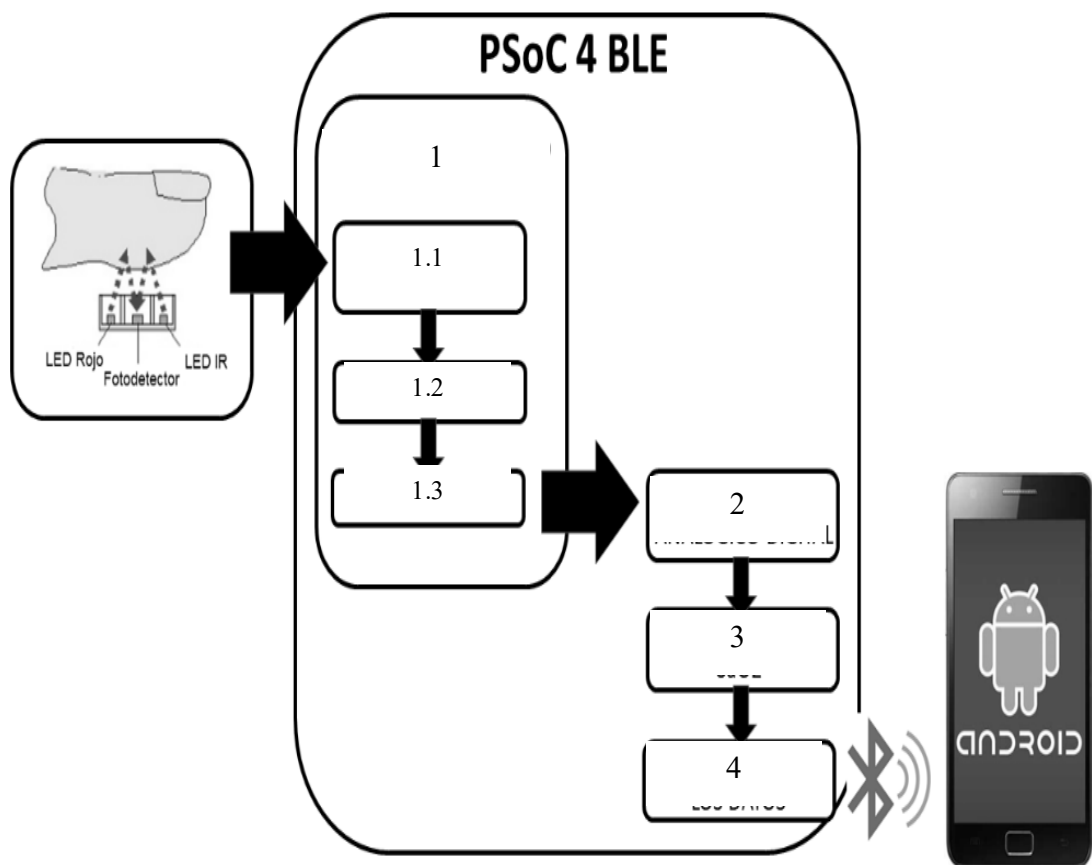 PSoC 4 BLE
1
1.1
1.2
1.3
LED Rojo
Fotodetector
LED IR
2
3
4
ANDROID